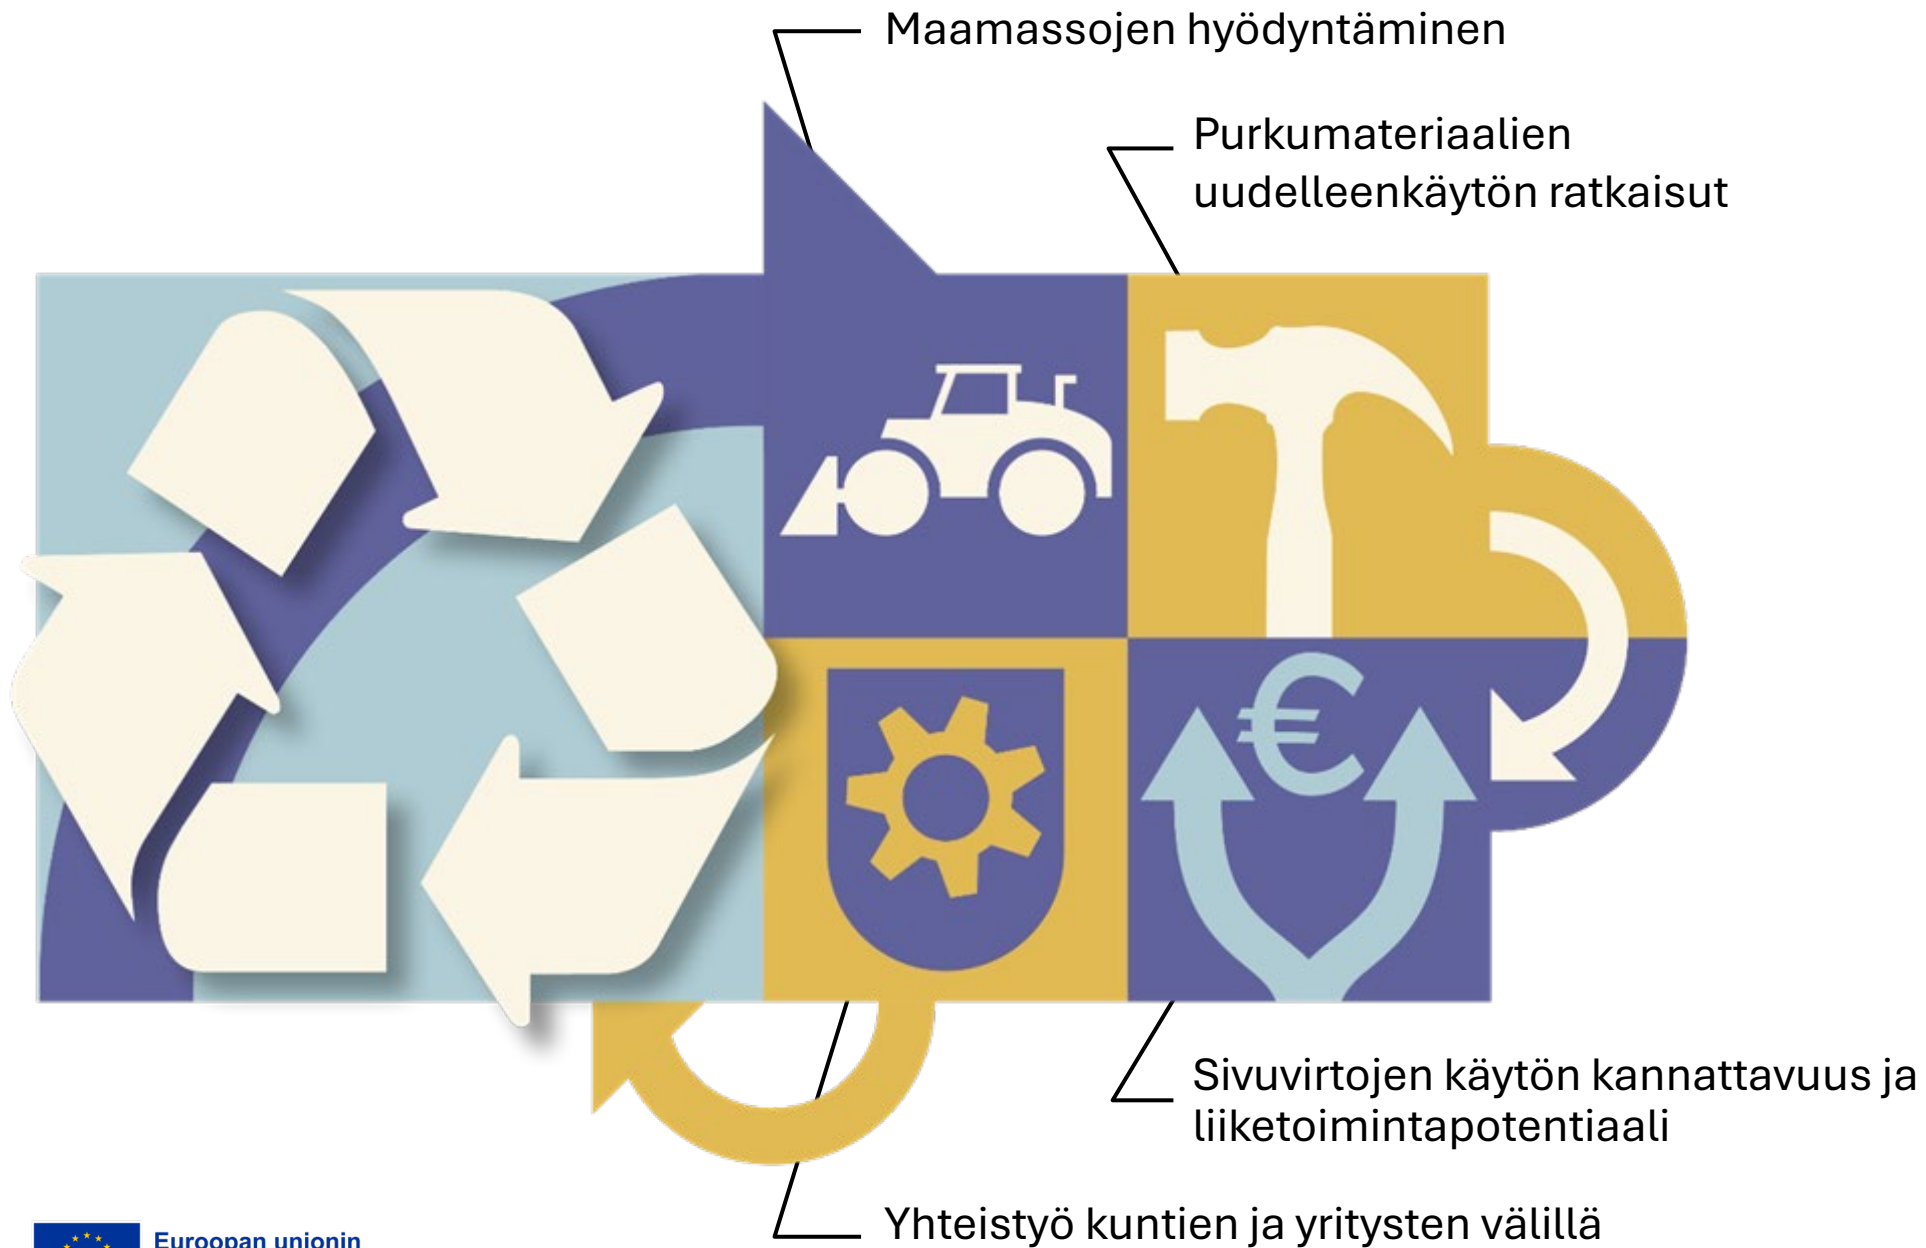 Maamassojen hyödyntäminen
Purkumateriaalien
uudelleenkäytön ratkaisut
€
Sivuvirtojen käytön kannattavuus ja
liiketoimintapotentiaali
Yhteistyö kuntien ja yritysten välillä
Euroopan unionin